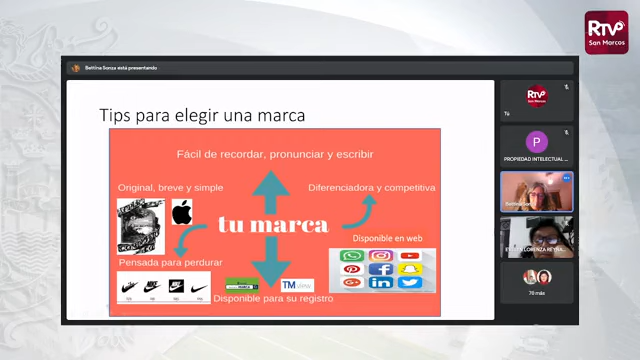 RTVP
San Marcos
Bettina Sonza está presentando
Tips para elegir una marca
Fácil de recordar, pronunciar y escribir
Original, breve y simple
Diferenciadora y competitiva
tu marca
Disponible en web
Pensada para perdurar
TM view
Disponible para su registro
Tú
P
PROPIEDAD INTELECTUAL ...
70 más